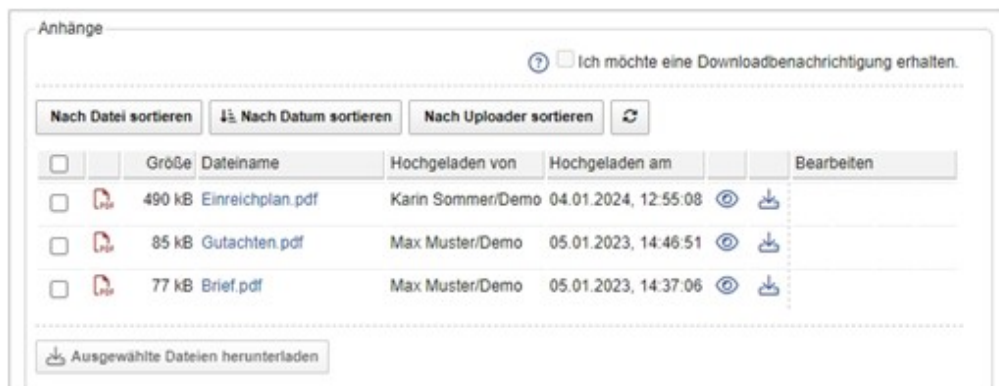 Anhänge
Ich möchte eine Downloadbenachrichtigung erhalten.
Nach Datei sortieren Nach Datum sortieren Nach Uploader sortieren
Größe Dateiname Hochgeladen von Hochgeladen am Bearbeiten
490 kB Einreichplan.pdf Karin Sommer/Demo 04.01.2024, 12:55:08
85 kB Gutachten.pdf Max Muster/Demo 05.01.2023, 14:46:51
77 kB Brief.pdf Max Muster/Demo 05.01.2023, 14:37:06
Ausgewählte Dateien herunterladen